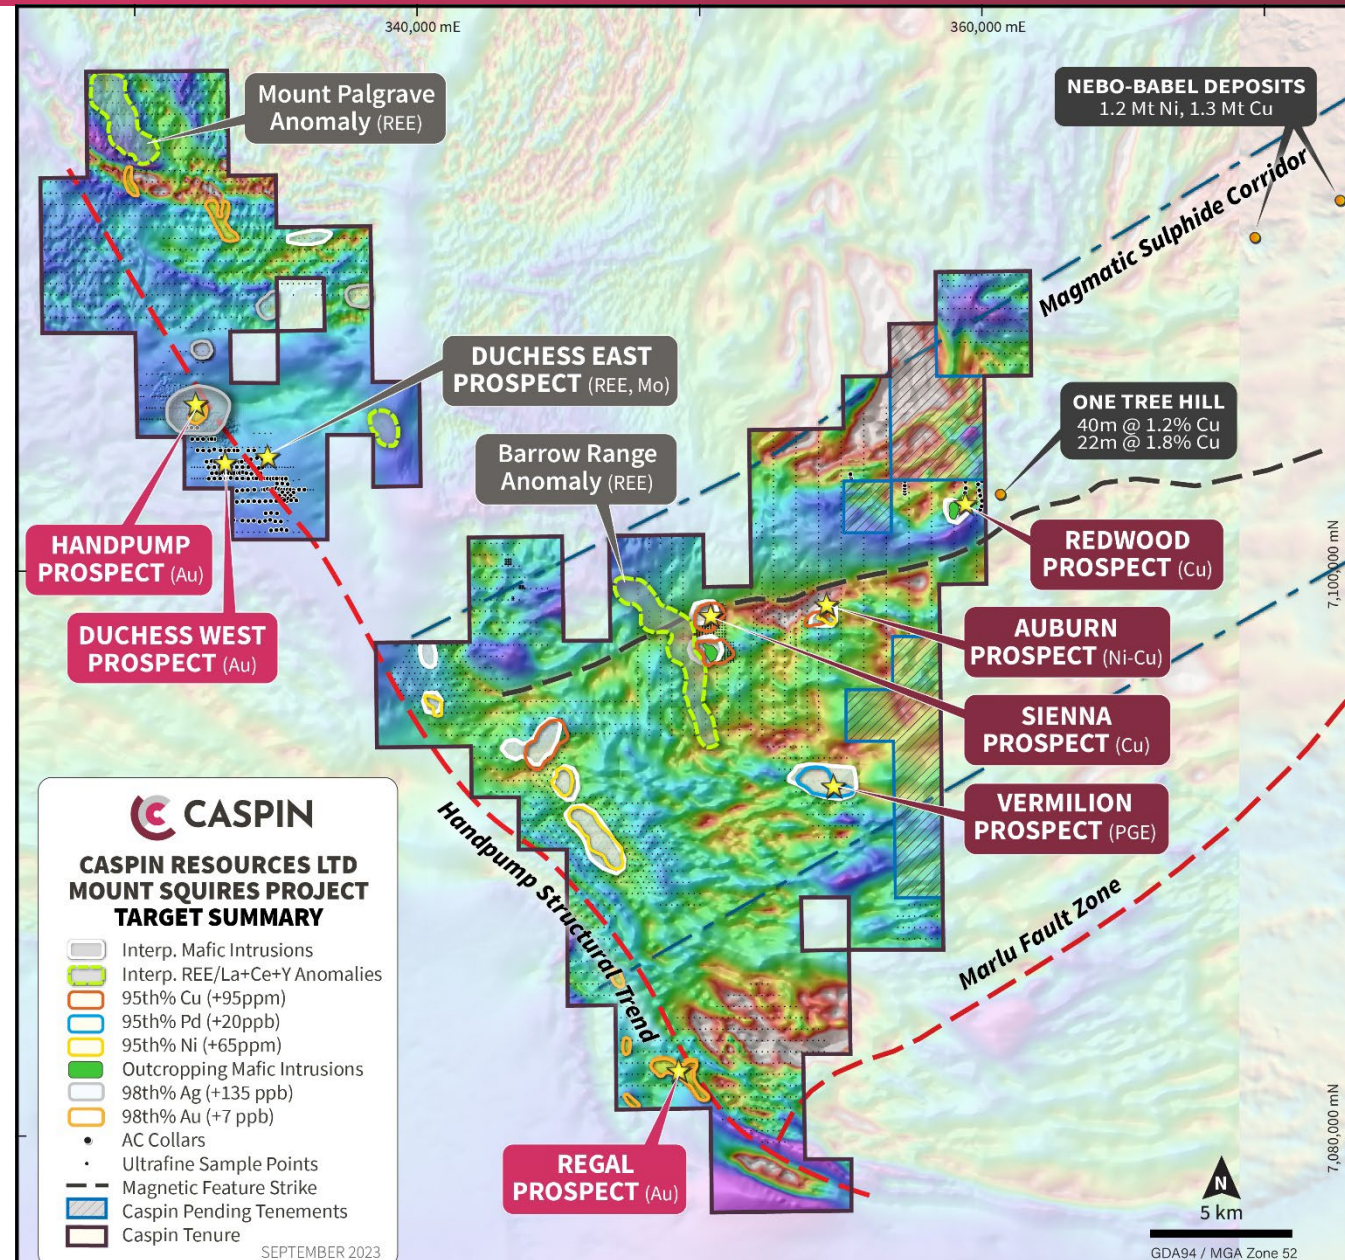 340,000 mE
360,000 mE
Mount Palgrave
Anomaly (REE)
NEBO-BABEL DEPOSITS
1.2 Mt Ni, 1.3 Mt Cu
Magmatic Sulphide Corridor
DUCHESS EAST
PROSPECT (REE, Mo)
ONE TREE HILL
40m @ 1.2% Cu
22m @ 1.8% Cu
Barrow Range
Anomaly (REE)
HANDPUMP
PROSPECT (Au)
REDWOOD
PROSPECT (Cu)
7,100,000 mN
DUCHESS WEST
PROSPECT (Au)
AUBURN
PROSPECT (Ni-Cu)
SIENNA
PROSPECT (Cu)
VERMILION
PROSPECT (PGE)
Handpump Structural Trend
Marlu Fault Zone
CASPIN
CASPIN RESOURCES LTD
MOUNT SQUIRES PROJECT
TARGET SUMMARY
Interp. Mafic Intrusions
Interp. REE/La+Ce+Y Anomalies
95th% Cu (+95ppm)
95th% Pd (+20ppb)
95th% Ni (+65ppm)
Outcropping Mafic Intrusions
98th% Ag (+135 ppb)
98th% Au (+7 ppb)
AC Collars
Ultrafine Sample Points
Magnetic Feature Strike
Caspin Pending Tenements
Caspin Tenure
SEPTEMBER 2023
REGAL
PROSPECT (Au)
7,080,000 mN
N
5 km
GDA94 / MGA Zone 52